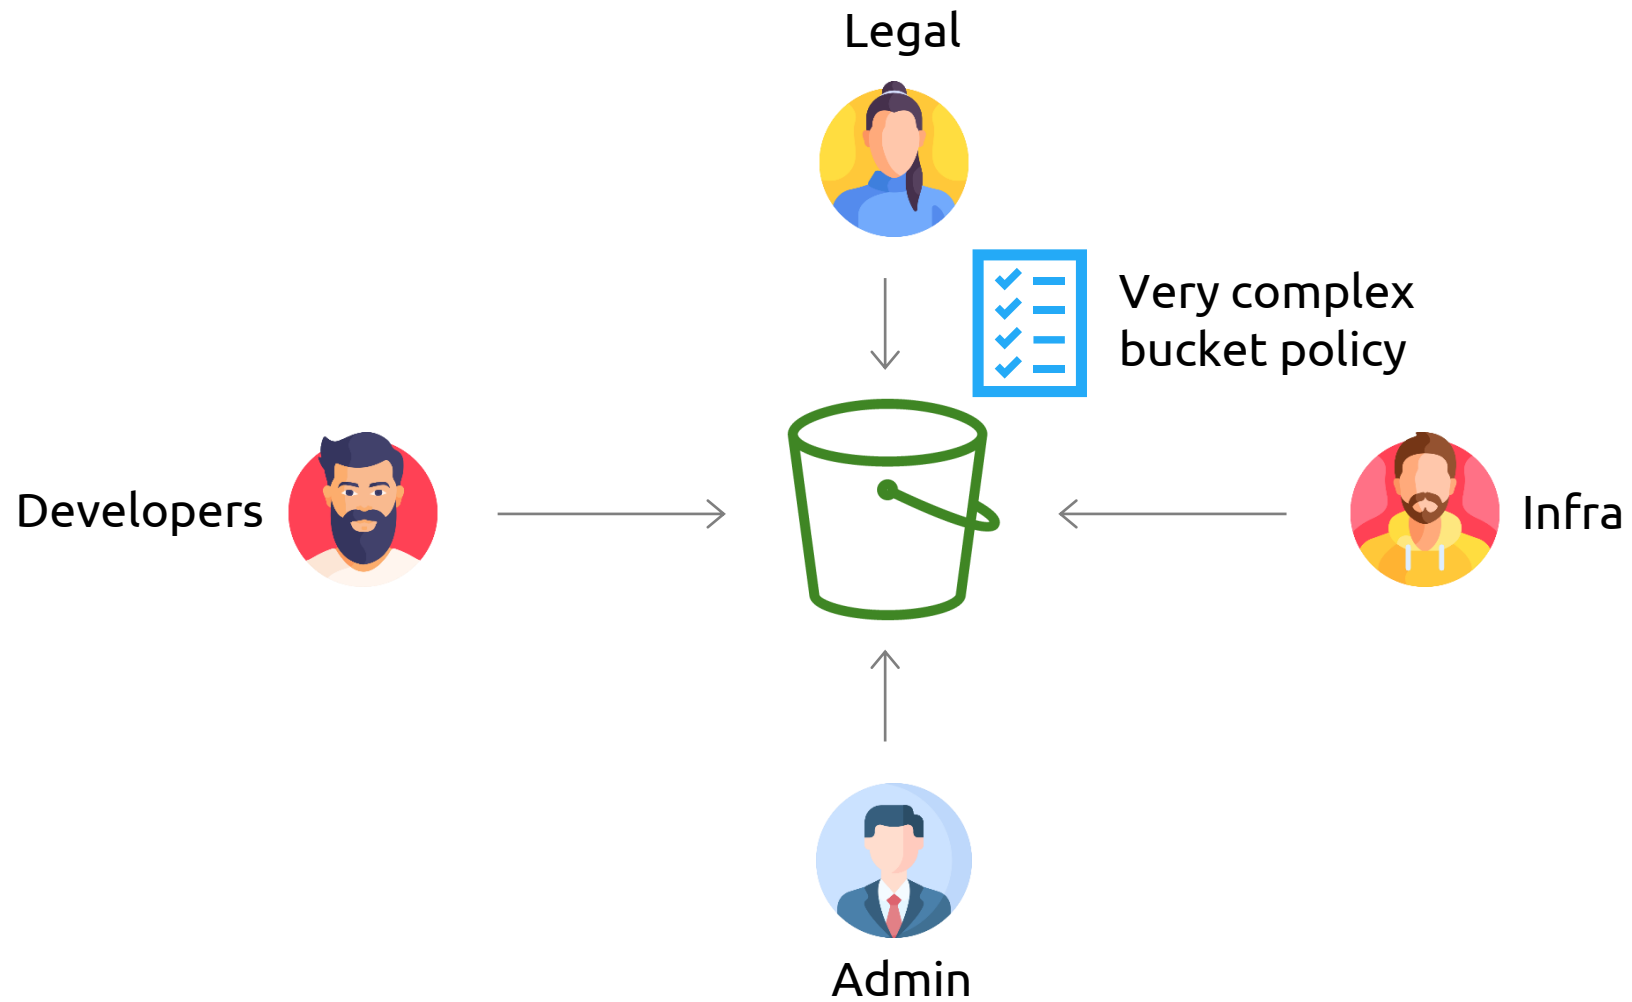 Legal
Very complex
bucket policy
Developers
Infra
Admin